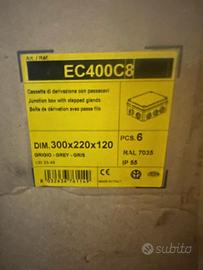 Art. / Ref.
EC400C8
Cassetta di derivazione con passacavi
Junction box with stepped glands
Boîte de dérivation avec passe fils
DIM. 300x220x120
PCS. 6
GRIGIO - GREY - GRIS
RAL 7035
IP 55
subito